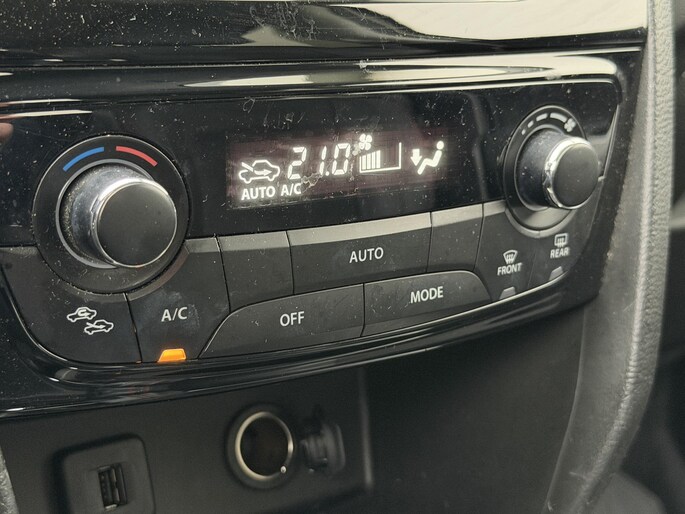 21.0
AUTO A/C
AUTO
FRONT
REAR
A/C
OFF
MODE